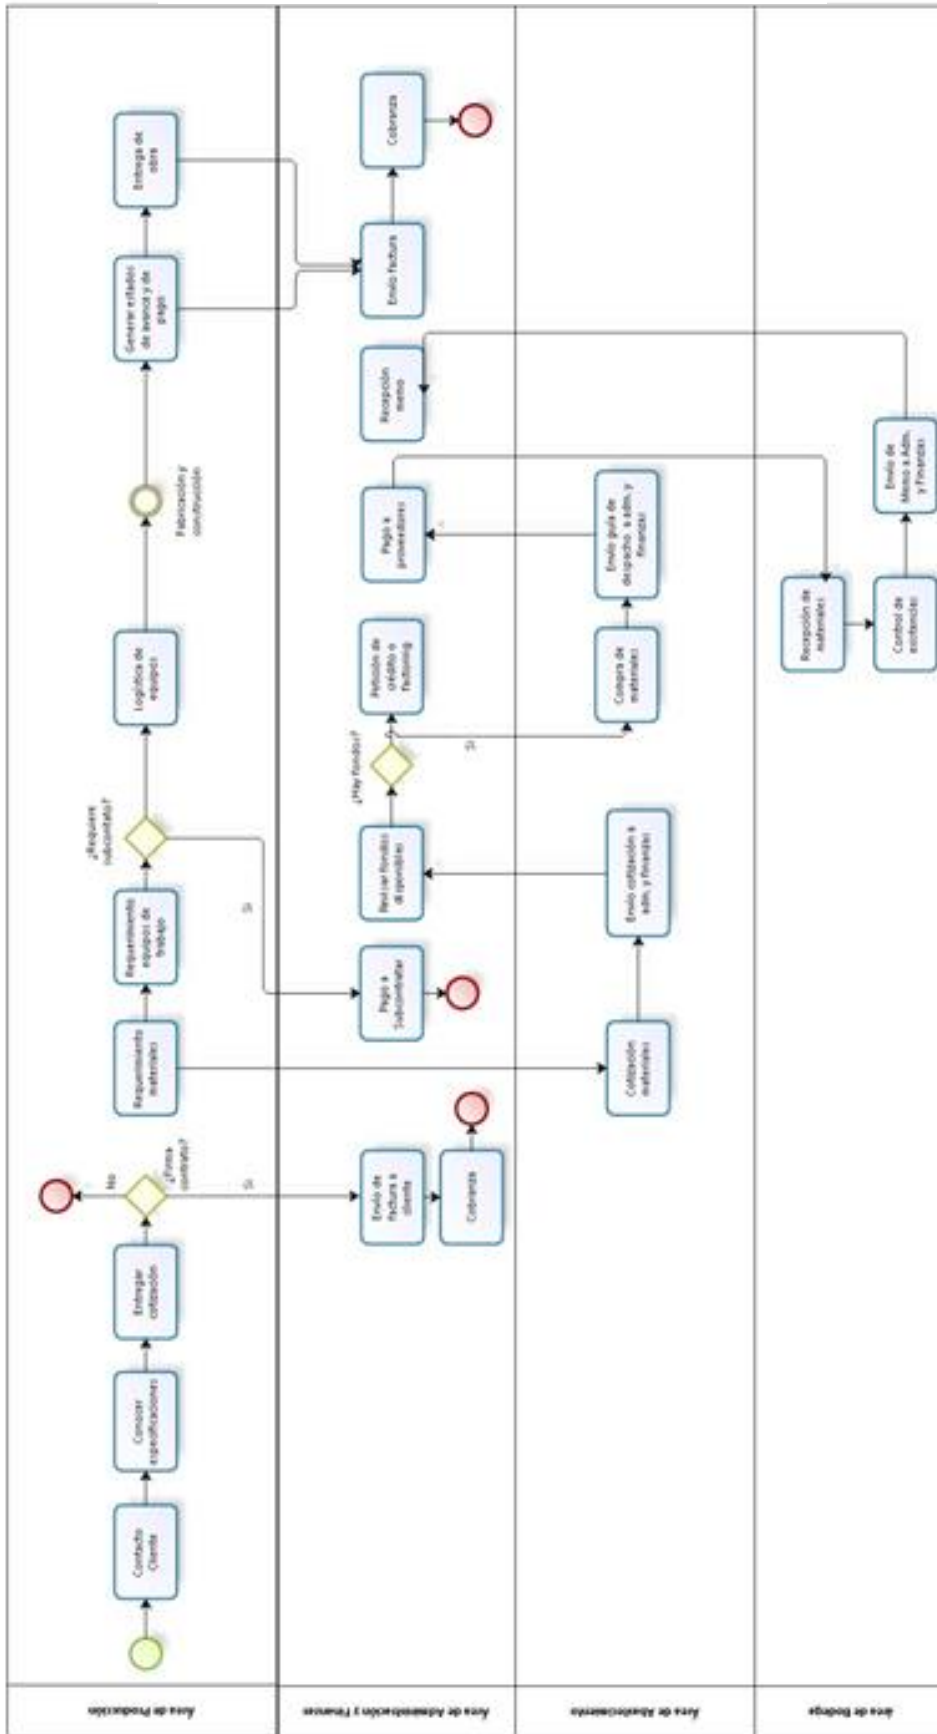 Área de Producción
Contacto
Cliente
Conocer
especificaciones
Entregar
cotización
¿Firma
contrato?
No
Si
Requerimiento
materiales
Requerimiento
equipos de
trabajo
¿Requiere
subcontato?
Si
Logística de
equipos
Fabricación y
construcción
Generar estados
de avance y de
pago
Entrega de
obra
Área de Administración y Finanzas
Envío de
factura a
cliente
Cobranza
Pago a
Subcontratar
Revisar fondos
disponibles
¿Hay fondos?
Si
Petición de
crédito o
factoring
Pago a
proveedores
Recepción
memo
Envío factura
Cobranza
Área de Abastecimiento
Cotización
materiales
Envío cotización a
adm. y finanzas
Compra de
materiales
Envío guía de
despacho a adm. y
finanzas
Área de Bodega
Recepción de
materiales
Control de
existencias
Envío de
Memo a Adm.
y Finanzas